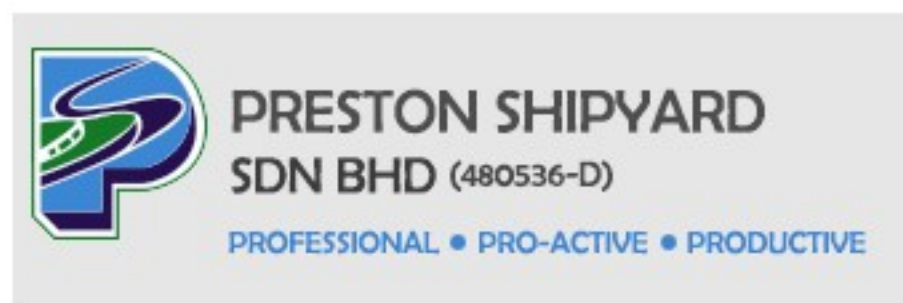 PRESTON SHIPYARD
SDN BHD (480536-D)
PROFESSIONAL • PRO-ACTIVE • PRODUCTIVE